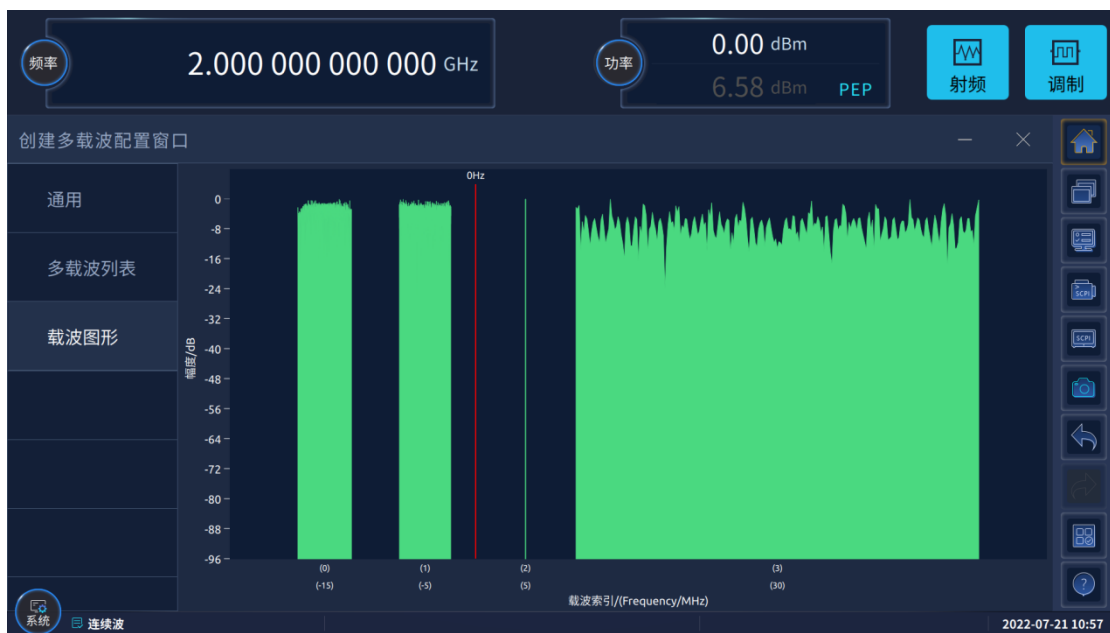 频率
2.000 000 000 000 GHz
功率
0.00 dBm
6.58 dBm PEP
射频
调制
创建多载波配置窗口
通用
多载波列表
载波图形
0Hz
幅度/dB
0
-8
-16
-24
-32
-40
-48
-56
-64
-72
-80
-88
-96
(0) (1) (2) (3)
(-15) (-5) (5) (30)
载波索引/(Frequency/MHz)
SCPI
SCPI
系统
连续波
2022-07-21 10:57